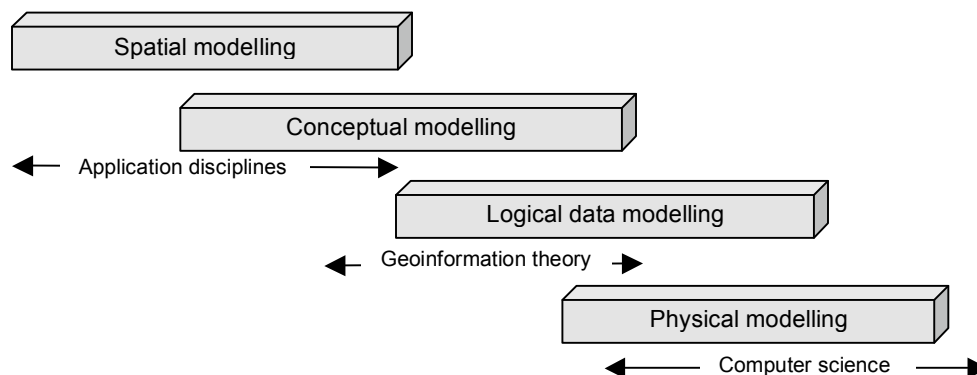 Spatial modelling
Conceptual modelling
Application disciplines
Logical data modelling
Geoinformation theory
Physical modelling
Computer science